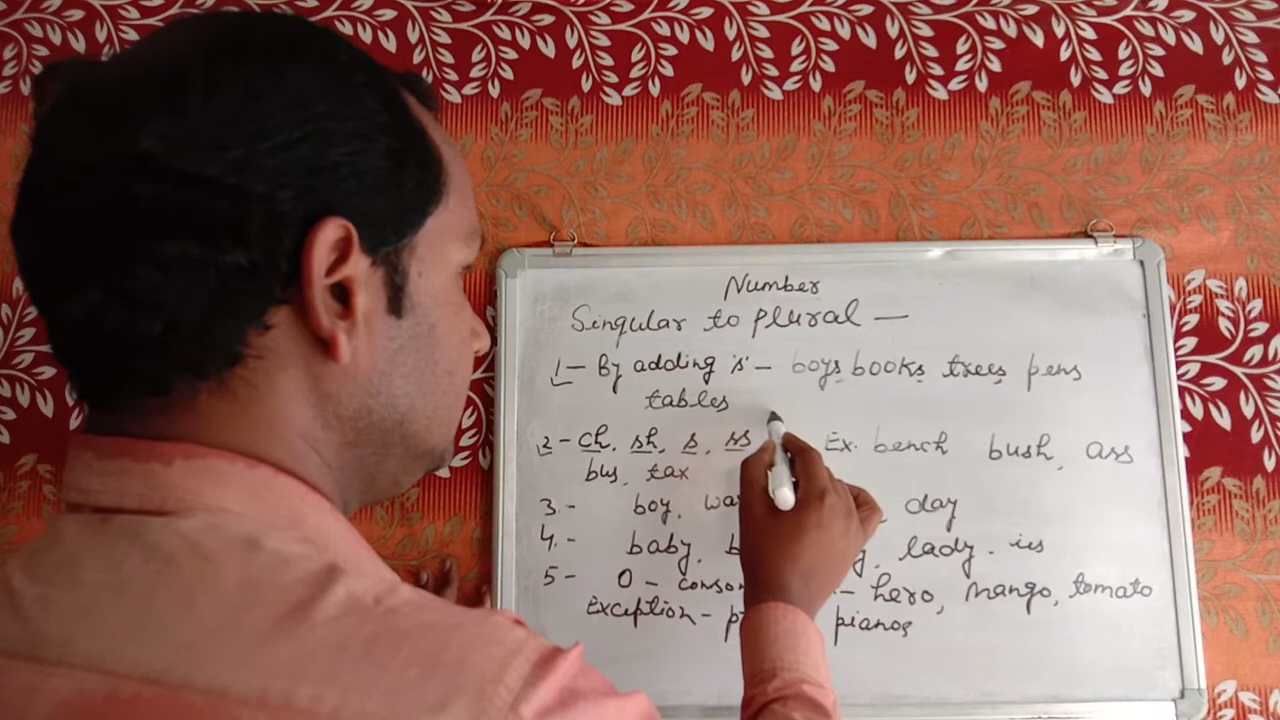 Number
Singular to plural —
1 – By adding 's' – boys books trees pens
tables
2 – ch, sh, s, ss Ex. bench bush, ass
bus, tax
3. - boy, day
4. - baby, lady. ies
5 - O - hero, mango, tomato
Exception - pianos